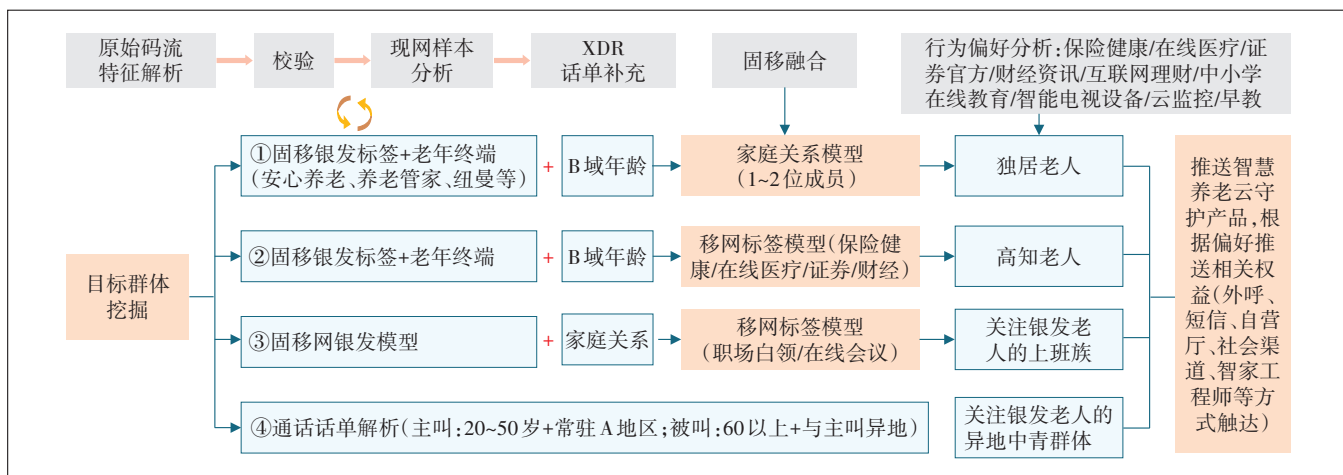 原始码流
特征解析
校验
现网样本
分析
XDR
话单补充
固移融合
行为偏好分析:保险健康/在线医疗/证
券官方/财经资讯/互联网理财/中小学
在线教育/智能电视设备/云监控/早教
目标群体
挖掘
①固移银发标签+老年终端
(安心养老、养老管家、纽曼等)
+
B域年龄
家庭关系模型
(1~2位成员)
独居老人
②固移银发标签+老年终端
+
B域年龄
移网标签模型(保险健
康/在线医疗/证券/财经)
高知老人
③固移网银发模型
+
家庭关系
移网标签模型
(职场白领/在线会议)
关注银发老
人的上班族
④通话话单解析(主叫:20~50岁+常驻A地区;被叫:60以上+与主叫异地)
关注银发老人的
异地中青群体
推送智慧
养老云守
护产品,根
据偏好推
送相关权
益(外呼、
短信、自营
厅、社会渠
道、智家工
程师等方
式触达)